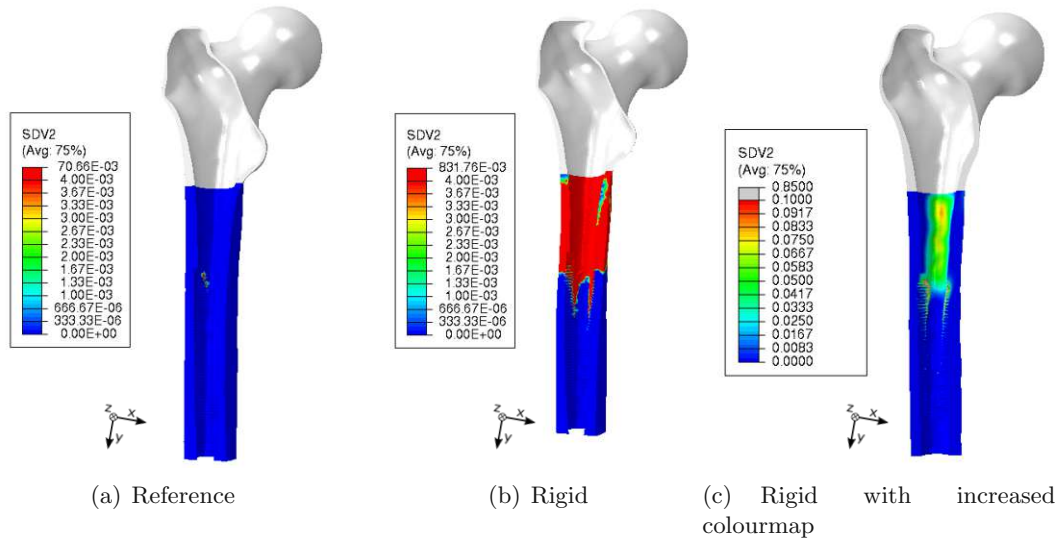 SDV2
(Avg: 75%)
70.66E-03
4.00E-03
3.67E-03
3.33E-03
3.00E-03
2.67E-03
2.33E-03
2.00E-03
1.67E-03
1.33E-03
1.00E-03
666.67E-06
333.33E-06
0.00E+00
z x
y
(a) Reference
SDV2
(Avg: 75%)
831.76E-03
4.00E-03
3.67E-03
3.33E-03
3.00E-03
2.67E-03
2.33E-03
2.00E-03
1.67E-03
1.33E-03
1.00E-03
666.67E-06
333.33E-06
0.00E+00
z x
y
(b) Rigid
SDV2
(Avg: 75%)
0.8500
0.1000
0.0917
0.0833
0.0750
0.0667
0.0583
0.0500
0.0417
0.0333
0.0250
0.0167
0.0083
0.0000
z x
y
(c) Rigid with increased
colourmap